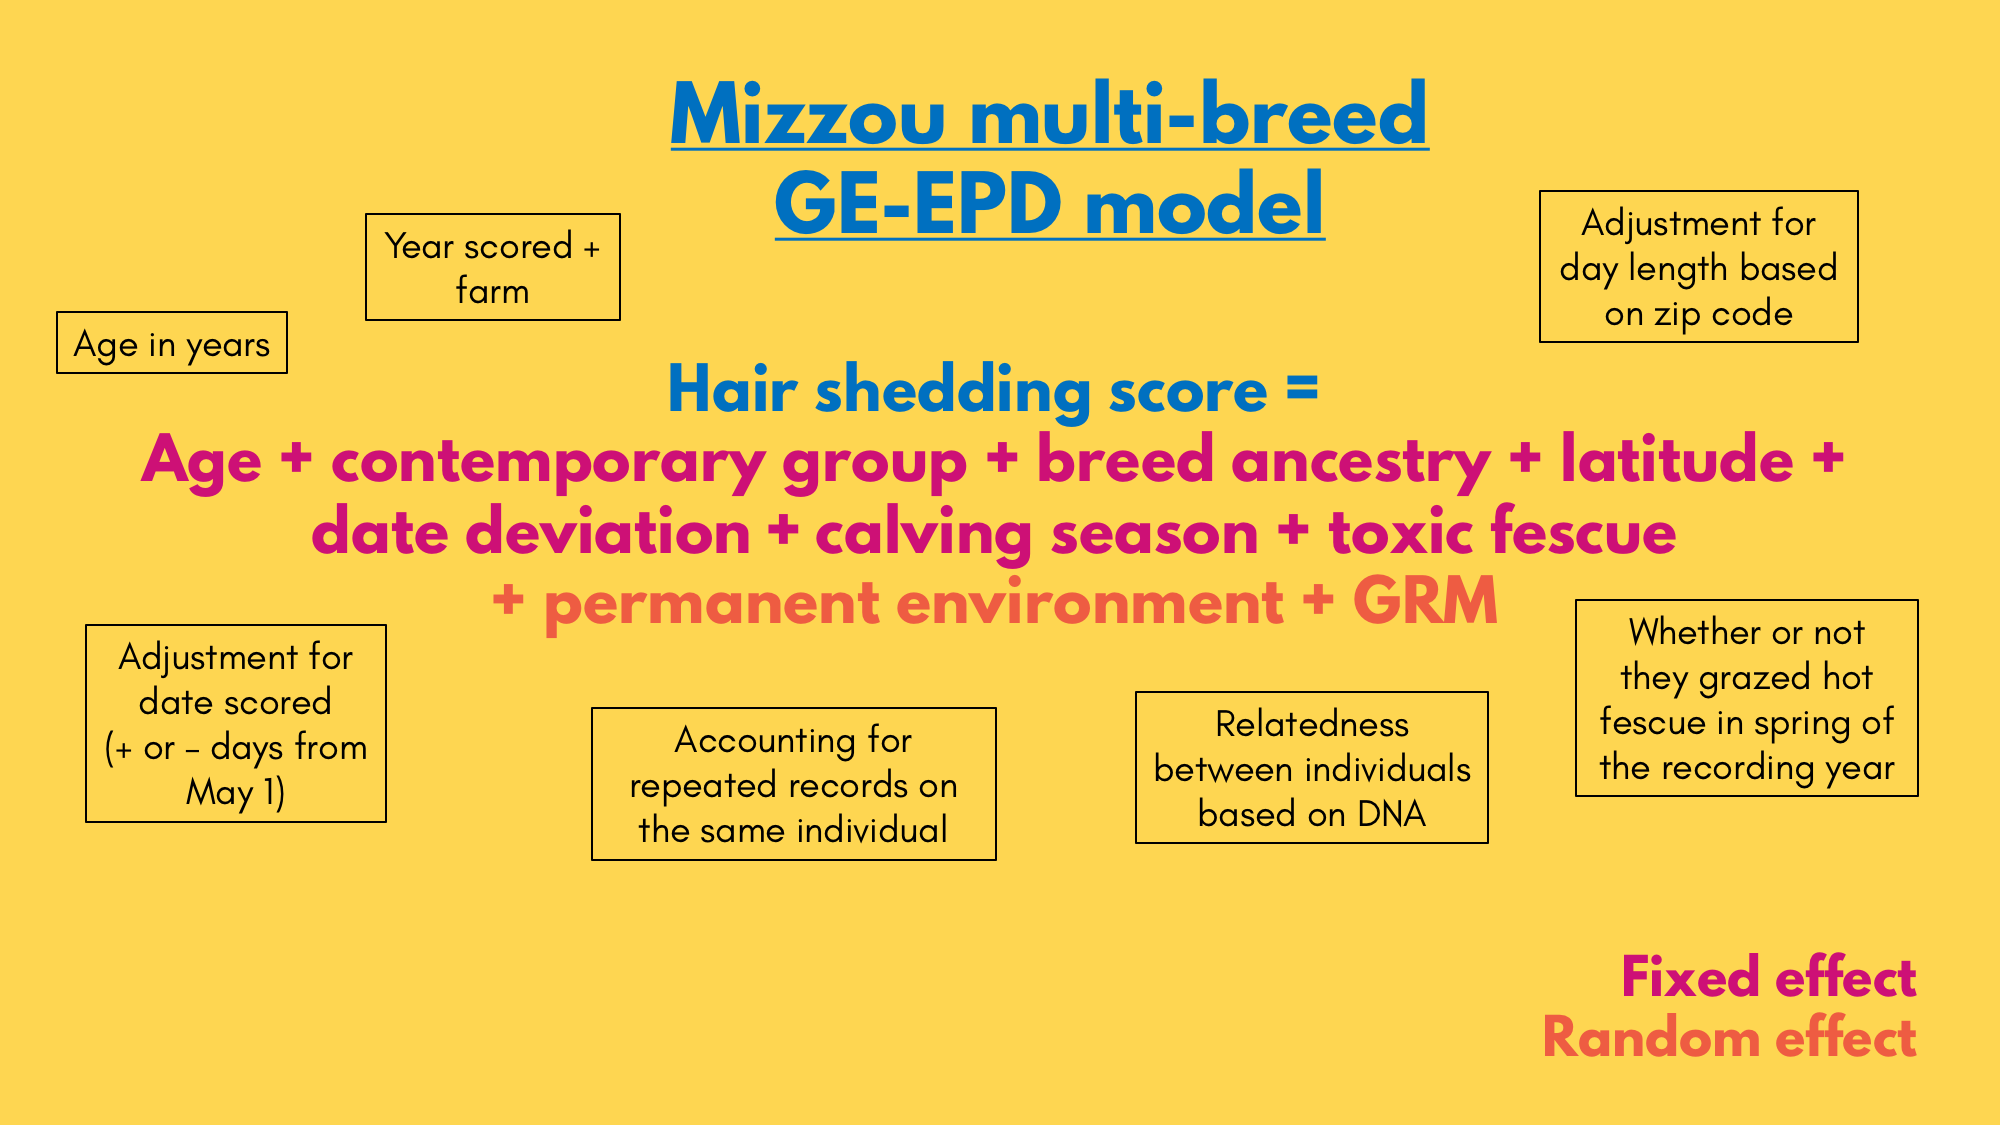 Mizzou multi-breed
GE-EPD model
Year scored +
farm
Adjustment for
day length based
on zip code
Age in years
Hair shedding score =
Age + contemporary group + breed ancestry + latitude +
date deviation + calving season + toxic fescue
+ permanent environment + GRM
Adjustment for
date scored
(+ or – days from
May 1)
Accounting for
repeated records on
the same individual
Relatedness
between individuals
based on DNA
Whether or not
they grazed hot
fescue in spring of
the recording year
Fixed effect
Random effect